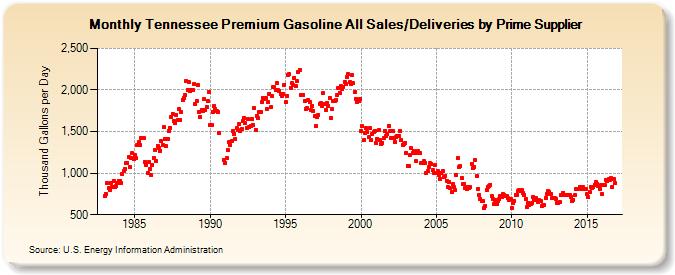 Monthly Tennessee Premium Gasoline All Sales/Deliveries by Prime Supplier
Thousand Gallons per Day
2,500
2,000
1,500
1,000
500
1985 1990 1995 2000 2005 2010 2015
Source: U.S. Energy Information Administration